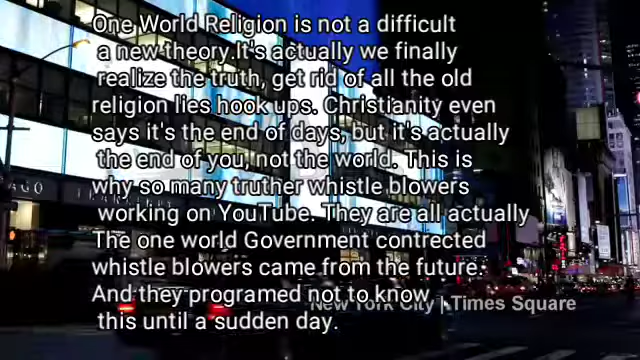 One World Religion is not a difficult
a new theory.It's actually we finally
realize the truth, get rid of all the old
religion lies hook ups. Christianity even
says it's the end of days, but it's actually
the end of you, not the world. This is
why so many truther whistle blowers
working on YouTube. They are all actually
AGO
The one world Government contrected
whistle blowers came from the future.
And they programed not to know
New York City | Times Square
this until a sudden day.